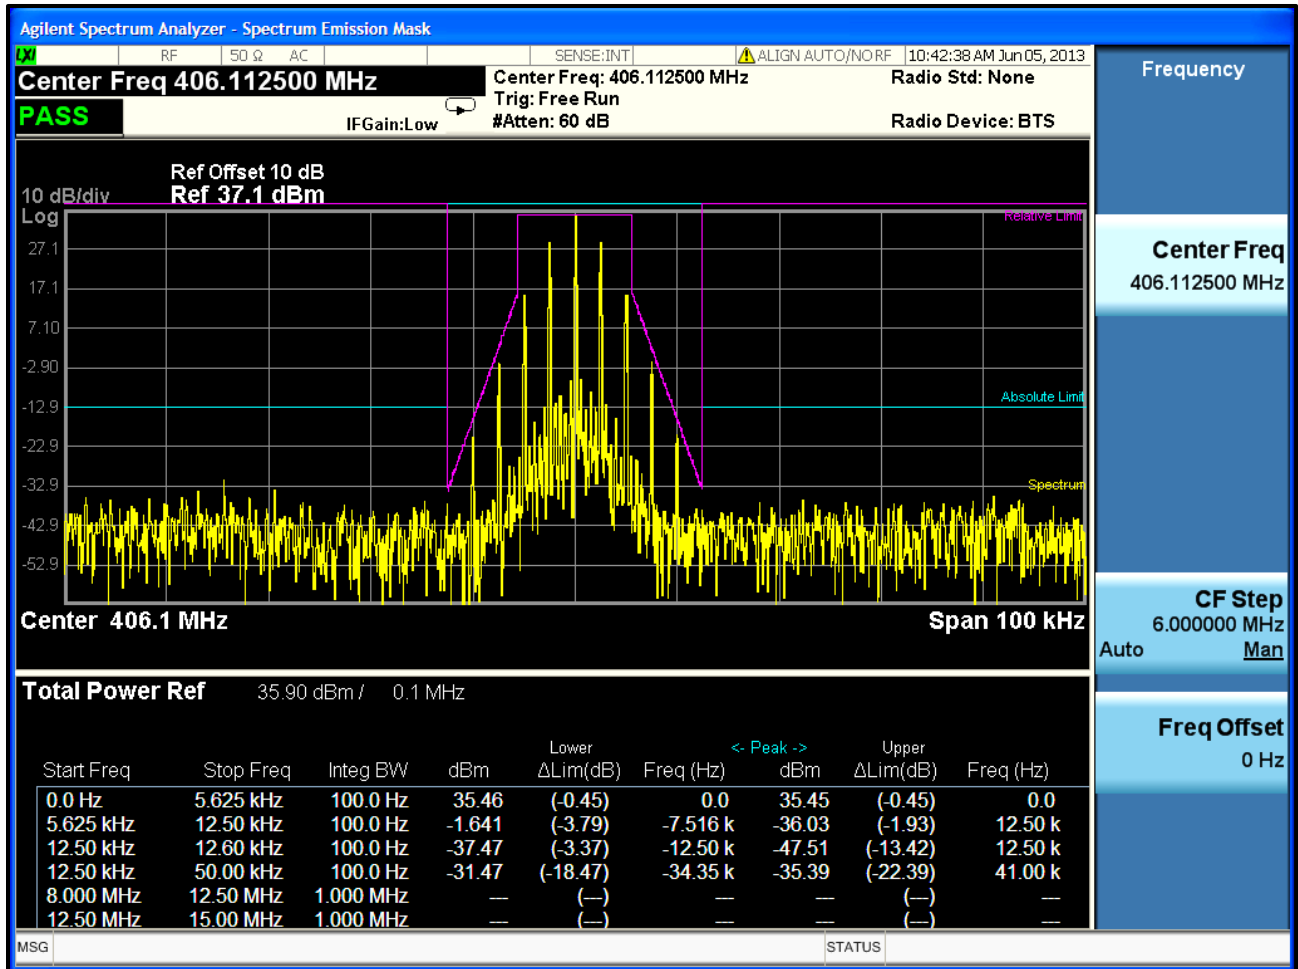 Agilent Spectrum Analyzer - Spectrum Emission Mask
LXI RF 50 Ω AC SENSE:INT ALIGN AUTO/NO RF 10:42:38 AM Jun 05, 2013
Center Freq 406.112500 MHz
Center Freq: 406.112500 MHz
Radio Std: None
Trig: Free Run
PASS
IFGain:Low
#Atten: 60 dB
Radio Device: BTS
Ref Offset 10 dB
10 dB/div Ref 37.1 dBm
Log
Relative Limit
27.1
17.1
7.10
-2.90
Absolute Limit
-12.9
-22.9
-32.9
Spectrum
-42.9
-52.9
Center 406.1 MHz Span 100 kHz
Total Power Ref 35.90 dBm / 0.1 MHz
Lower <- Peak -> Upper
Start Freq Stop Freq Integ BW dBm ΔLim(dB) Freq (Hz) dBm ΔLim(dB) Freq (Hz)
0.0 Hz 5.625 kHz 100.0 Hz 35.46 (-0.45) 0.0 35.45 (-0.45) 0.0
5.625 kHz 12.50 kHz 100.0 Hz -1.641 (-3.79) -7.516 k -36.03 (-1.93) 12.50 k
12.50 kHz 12.60 kHz 100.0 Hz -37.47 (-3.37) -12.50 k -47.51 (-13.42) 12.50 k
12.50 kHz 50.00 kHz 100.0 Hz -31.47 (-18.47) -34.35 k -35.39 (-22.39) 41.00 k
8.000 MHz 12.50 MHz 1.000 MHz --- (---) --- --- (---) ---
12.50 MHz 15.00 MHz 1.000 MHz --- (---) --- --- (---) ---
MSG STATUS
Frequency
Center Freq
406.112500 MHz
CF Step
6.000000 MHz
Auto Man
Freq Offset
0 Hz